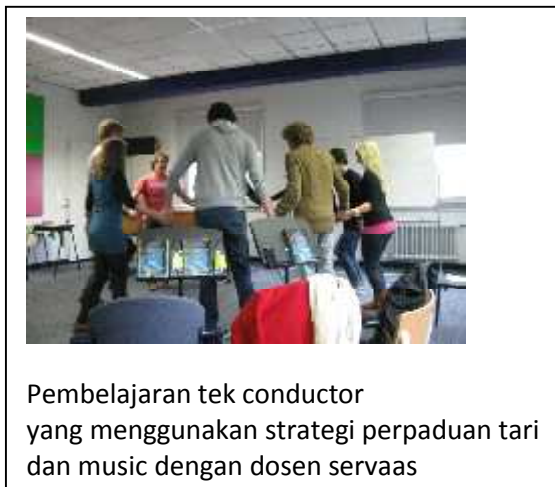 Pembelajaran tek conductor
yang menggunakan strategi perpaduan tari
dan music dengan dosen servaas